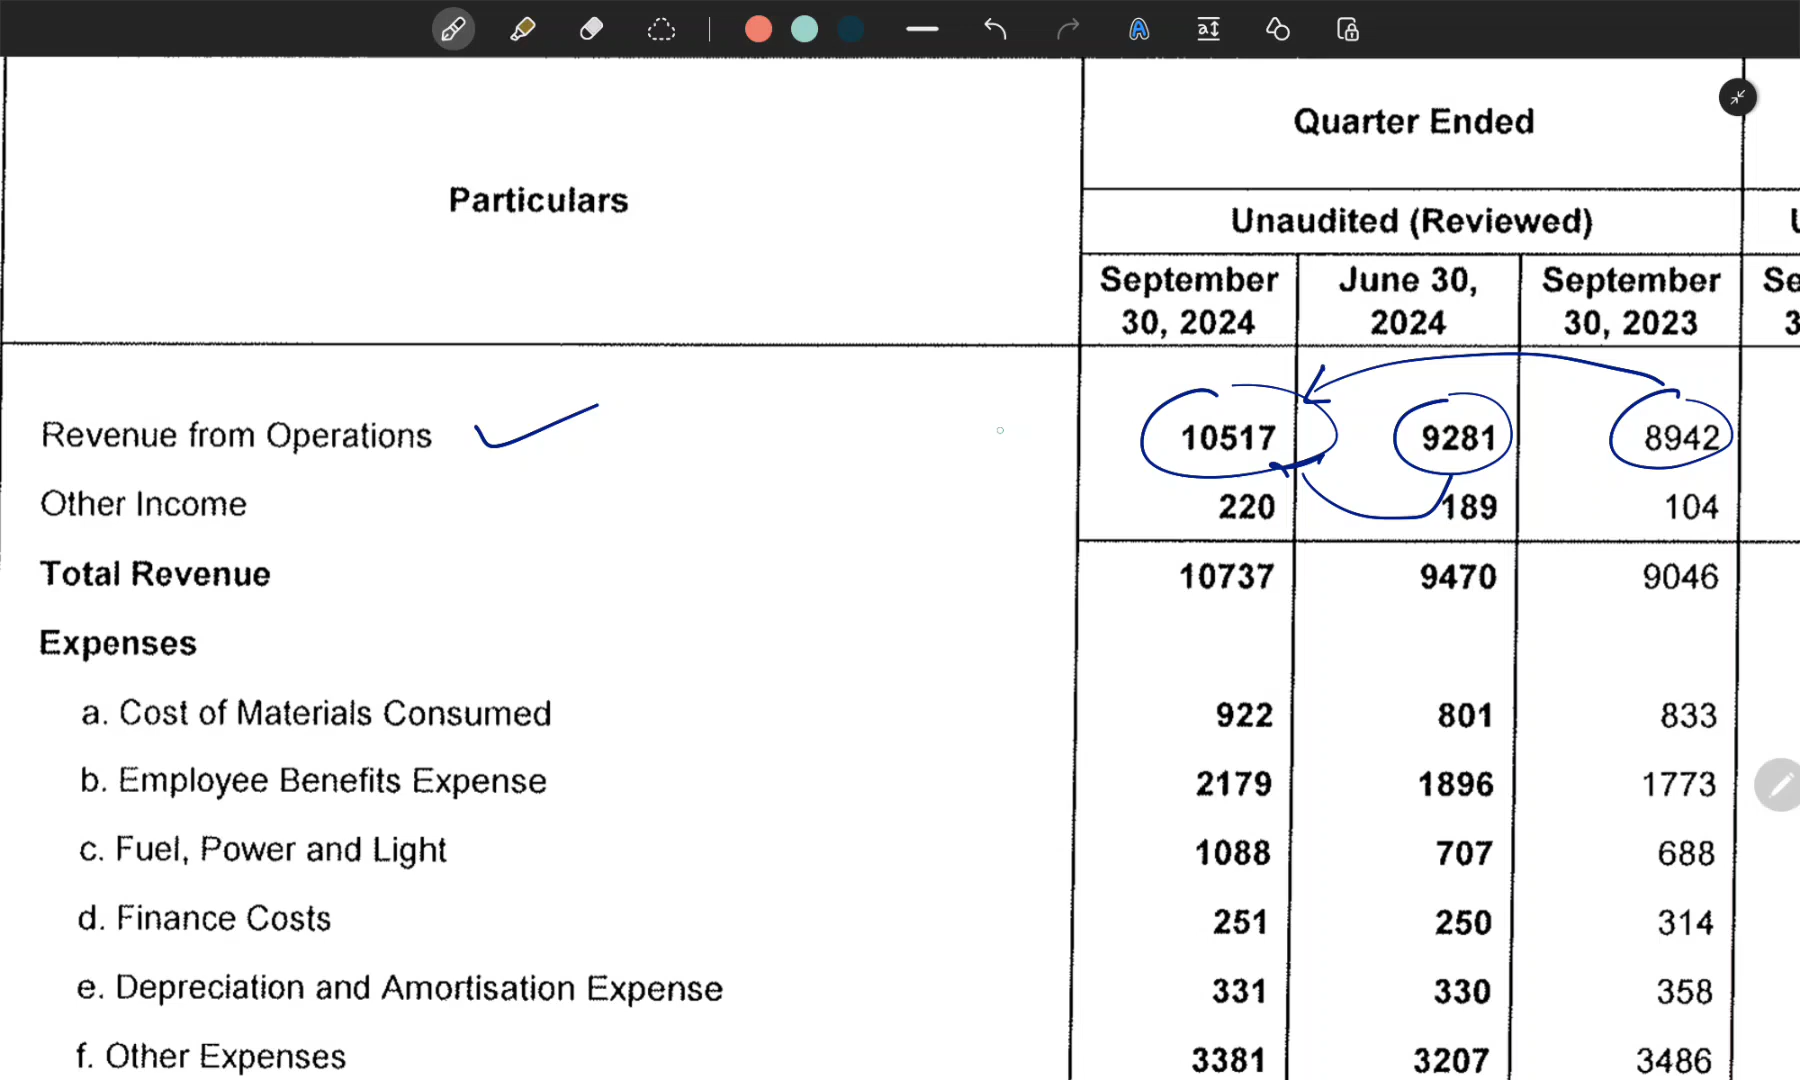 Quarter Ended
Particulars
Unaudited (Reviewed)
September 30, 2024
June 30, 2024
September 30, 2023
Revenue from Operations 10517 9281 8942
Other Income 220 189 104
Total Revenue 10737 9470 9046
Expenses
a. Cost of Materials Consumed 922 801 833
b. Employee Benefits Expense 2179 1896 1773
c. Fuel, Power and Light 1088 707 688
d. Finance Costs 251 250 314
e. Depreciation and Amortisation Expense 331 330 358
f. Other Expenses 3381 3207 3486